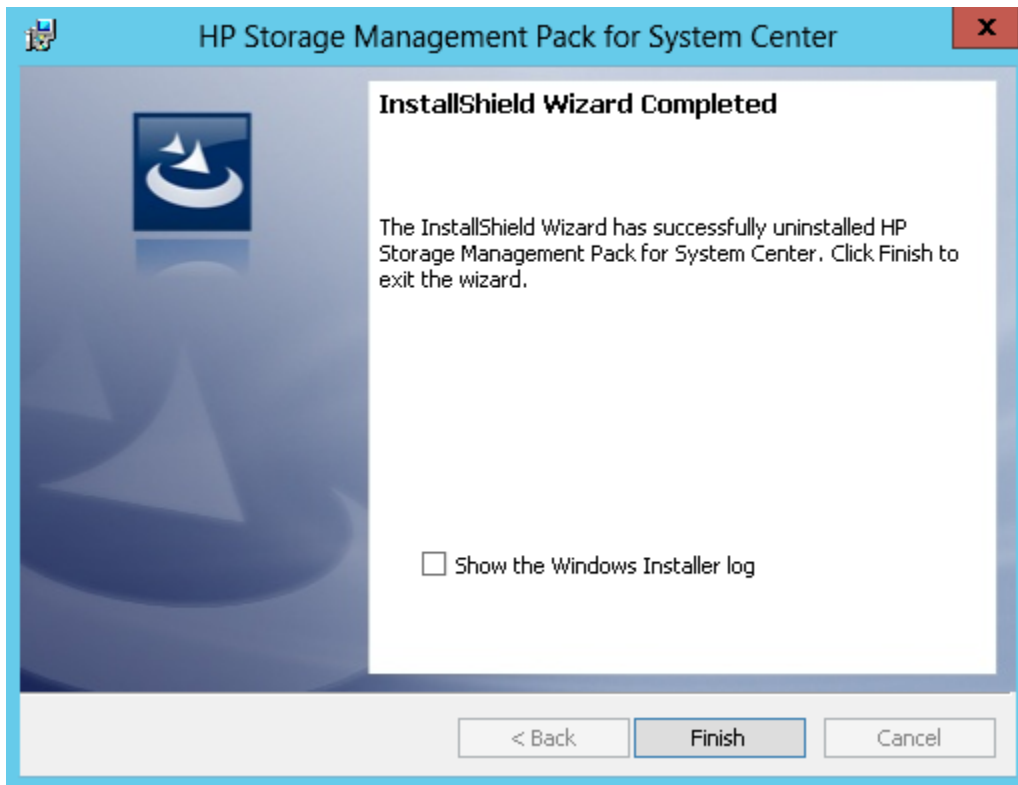 HP Storage Management Pack for System Center
x
InstallShield Wizard Completed
The InstallShield Wizard has successfully uninstalled HP
Storage Management Pack for System Center. Click Finish to
exit the wizard.
Show the Windows Installer log
< Back
Finish
Cancel